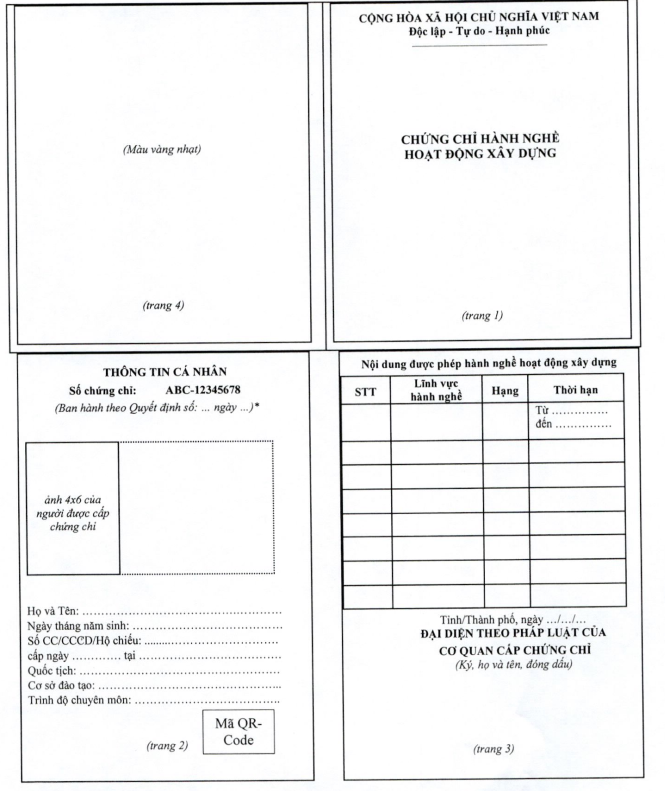 (Màu vàng nhạt)
(trang 4)
CỘNG HÒA XÃ HỘI CHỦ NGHĨA VIỆT NAM
Độc lập - Tự do - Hạnh phúc
CHỨNG CHỈ HÀNH NGHỀ
HOẠT ĐỘNG XÂY DỰNG
(trang 1)
THÔNG TIN CÁ NHÂN
Số chứng chỉ: ABC-12345678
(Ban hành theo Quyết định số: ... ngày ...)*
ảnh 4x6 của
người được cấp
chứng chỉ
Họ và Tên: ……………………………………
Ngày tháng năm sinh: …………………………
Số CC/CCCD/Hộ chiếu: ………………………
cấp ngày ………… tại …………………………
Quốc tịch: ………………………………………
Cơ sở đào tạo: …………………………………
Trình độ chuyên môn: …………………………
Mã QR-
Code
(trang 2)
Nội dung được phép hành nghề hoạt động xây dựng
STT Lĩnh vực hành nghề Hạng Thời hạn
Từ ……………
đến ……………
Tỉnh/Thành phố, ngày .../.../...
ĐẠI DIỆN THEO PHÁP LUẬT CỦA
CƠ QUAN CẤP CHỨNG CHỈ
(Ký, họ và tên, đóng dấu)
(trang 3)